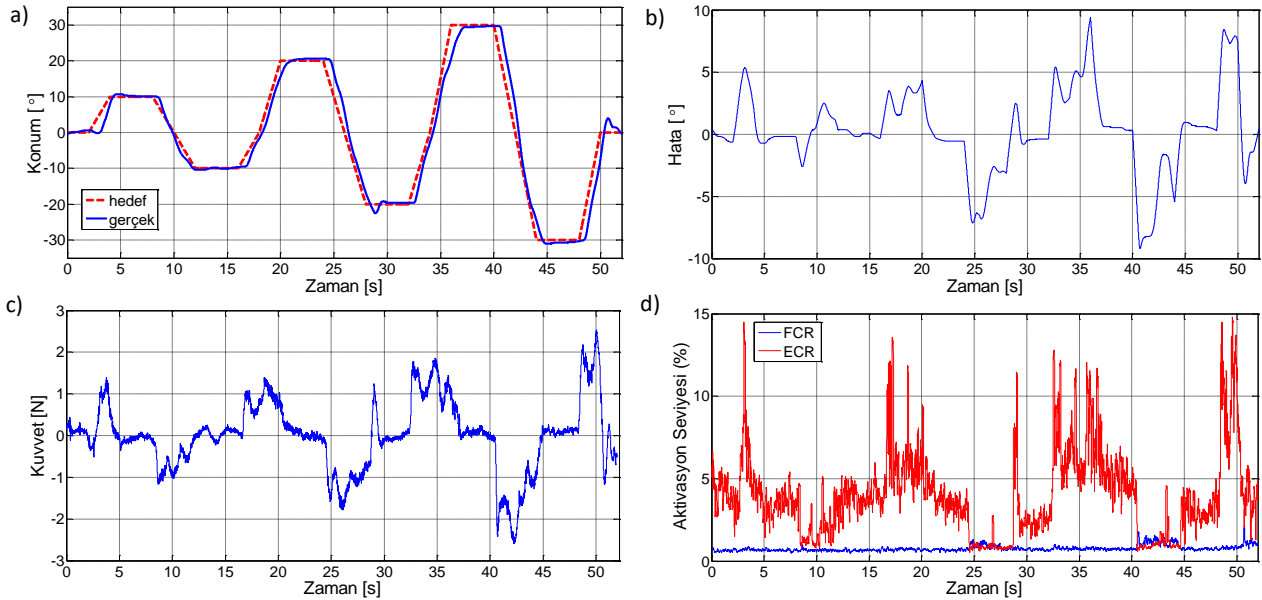 a)
Konum [ °]
30
20
10
0
-10
-20
-30
hedef
gerçek
0 5 10 15 20 25 30 35 40 45 50
Zaman [s]
b)
Hata [ °]
10
5
0
-5
-10
0 5 10 15 20 25 30 35 40 45 50
Zaman [s]
c)
Kuvvet [N]
3
2
1
0
-1
-2
-3
0 5 10 15 20 25 30 35 40 45 50
Zaman [s]
d)
Aktivasyon Seviyesi (%)
15
10
5
0
FCR
ECR
0 5 10 15 20 25 30 35 40 45 50
Zaman [s]